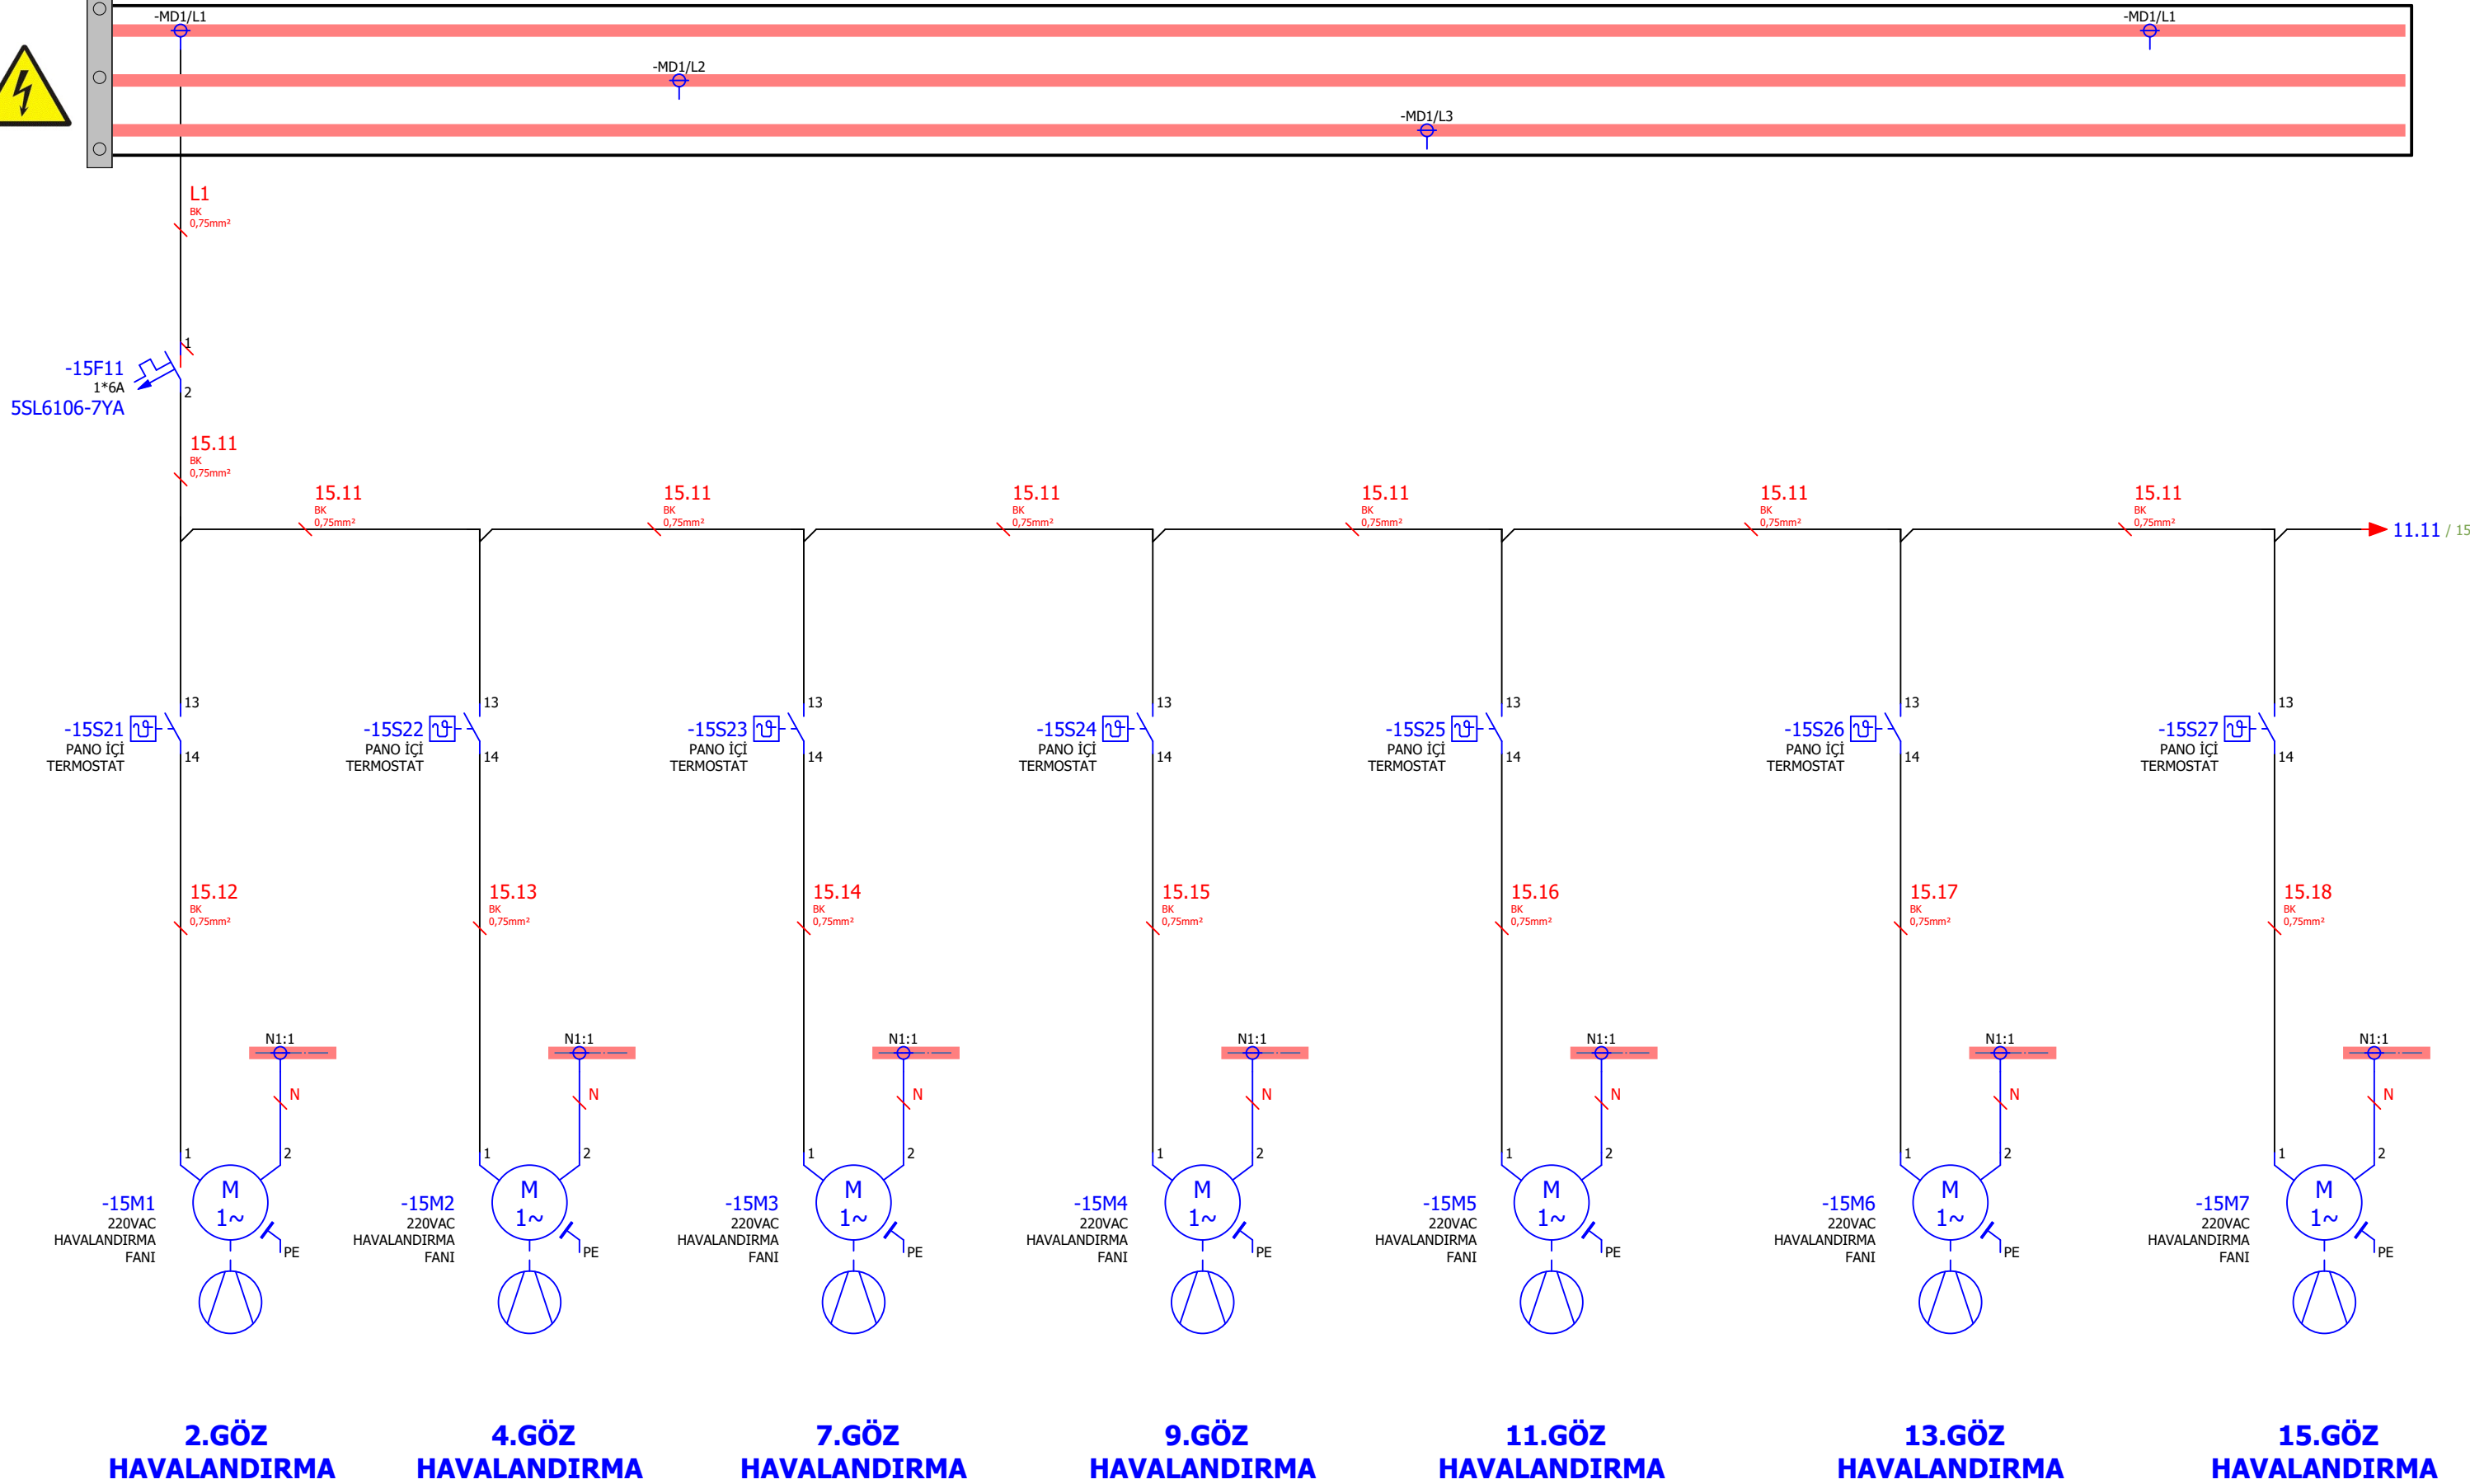 -MD1/L1
-MD1/L1
-MD1/L2
-MD1/L3
L1
BK
0,75mm²
1
-15F11
1*6A
5SL6106-7YA
2
15.11
BK
0,75mm²
15.11
BK
0,75mm²
15.11
BK
0,75mm²
15.11
BK
0,75mm²
15.11
BK
0,75mm²
15.11
BK
0,75mm²
15.11
BK
0,75mm²
11.11 / 15
13
-15S21
PANO İÇİ
TERMOSTAT
14
13
-15S22
PANO İÇİ
TERMOSTAT
14
13
-15S23
PANO İÇİ
TERMOSTAT
14
13
-15S24
PANO İÇİ
TERMOSTAT
14
13
-15S25
PANO İÇİ
TERMOSTAT
14
13
-15S26
PANO İÇİ
TERMOSTAT
14
13
-15S27
PANO İÇİ
TERMOSTAT
14
15.12
BK
0,75mm²
15.13
BK
0,75mm²
15.14
BK
0,75mm²
15.15
BK
0,75mm²
15.16
BK
0,75mm²
15.17
BK
0,75mm²
15.18
BK
0,75mm²
N1:1
N
1
2
-15M1
220VAC
HAVALANDIRMA
FANI
M
1~
PE
N1:1
N
1
2
-15M2
220VAC
HAVALANDIRMA
FANI
M
1~
PE
N1:1
N
1
2
-15M3
220VAC
HAVALANDIRMA
FANI
M
1~
PE
N1:1
N
1
2
-15M4
220VAC
HAVALANDIRMA
FANI
M
1~
PE
N1:1
N
1
2
-15M5
220VAC
HAVALANDIRMA
FANI
M
1~
PE
N1:1
N
1
2
-15M6
220VAC
HAVALANDIRMA
FANI
M
1~
PE
N1:1
N
1
2
-15M7
220VAC
HAVALANDIRMA
FANI
M
1~
PE
2.GÖZ
HAVALANDIRMA
4.GÖZ
HAVALANDIRMA
7.GÖZ
HAVALANDIRMA
9.GÖZ
HAVALANDIRMA
11.GÖZ
HAVALANDIRMA
13.GÖZ
HAVALANDIRMA
15.GÖZ
HAVALANDIRMA